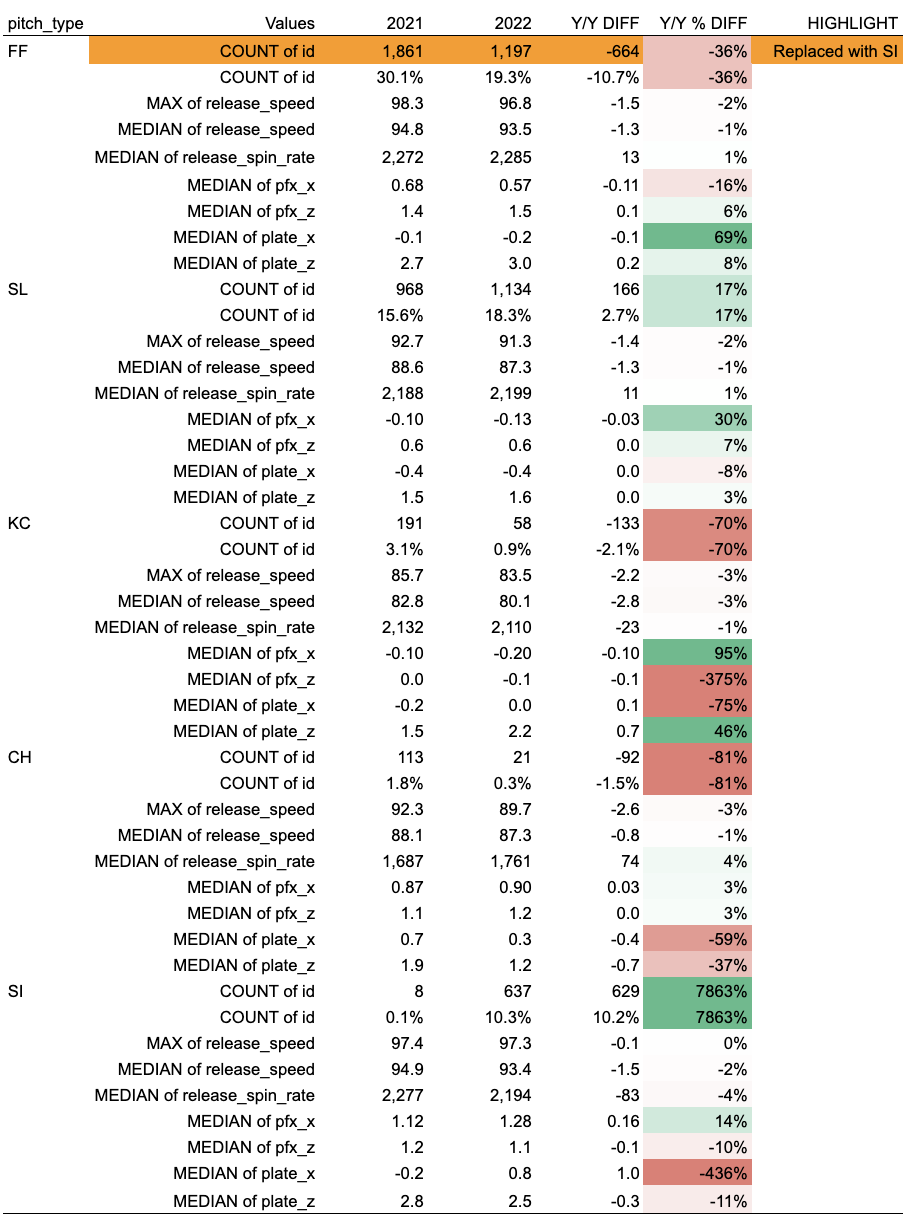 pitch_type Values 2021 2022 Y/Y DIFF Y/Y % DIFF HIGHLIGHT
FF COUNT of id 1,861 1,197 -664 -36% Replaced with SI
COUNT of id 30.1% 19.3% -10.7% -36%
MAX of release_speed 98.3 96.8 -1.5 -2%
MEDIAN of release_speed 94.8 93.5 -1.3 -1%
MEDIAN of release_spin_rate 2,272 2,285 13 1%
MEDIAN of pfx_x 0.68 0.57 -0.11 -16%
MEDIAN of pfx_z 1.4 1.5 0.1 6%
MEDIAN of plate_x -0.1 -0.2 -0.1 69%
MEDIAN of plate_z 2.7 3.0 0.2 8%
SL COUNT of id 968 1,134 166 17%
COUNT of id 15.6% 18.3% 2.7% 17%
MAX of release_speed 92.7 91.3 -1.4 -2%
MEDIAN of release_speed 88.6 87.3 -1.3 -1%
MEDIAN of release_spin_rate 2,188 2,199 11 1%
MEDIAN of pfx_x -0.10 -0.13 -0.03 30%
MEDIAN of pfx_z 0.6 0.6 0.0 7%
MEDIAN of plate_x -0.4 -0.4 0.0 -8%
MEDIAN of plate_z 1.5 1.6 0.0 3%
KC COUNT of id 191 58 -133 -70%
COUNT of id 3.1% 0.9% -2.1% -70%
MAX of release_speed 85.7 83.5 -2.2 -3%
MEDIAN of release_speed 82.8 80.1 -2.8 -3%
MEDIAN of release_spin_rate 2,132 2,110 -23 -1%
MEDIAN of pfx_x -0.10 -0.20 -0.10 95%
MEDIAN of pfx_z 0.0 -0.1 -0.1 -375%
MEDIAN of plate_x -0.2 0.0 0.1 -75%
MEDIAN of plate_z 1.5 2.2 0.7 46%
CH COUNT of id 113 21 -92 -81%
COUNT of id 1.8% 0.3% -1.5% -81%
MAX of release_speed 92.3 89.7 -2.6 -3%
MEDIAN of release_speed 88.1 87.3 -0.8 -1%
MEDIAN of release_spin_rate 1,687 1,761 74 4%
MEDIAN of pfx_x 0.87 0.90 0.03 3%
MEDIAN of pfx_z 1.1 1.2 0.0 3%
MEDIAN of plate_x 0.7 0.3 -0.4 -59%
MEDIAN of plate_z 1.9 1.2 -0.7 -37%
SI COUNT of id 8 637 629 7863%
COUNT of id 0.1% 10.3% 10.2% 7863%
MAX of release_speed 97.4 97.3 -0.1 0%
MEDIAN of release_speed 94.9 93.4 -1.5 -2%
MEDIAN of release_spin_rate 2,277 2,194 -83 -4%
MEDIAN of pfx_x 1.12 1.28 0.16 14%
MEDIAN of pfx_z 1.2 1.1 -0.1 -10%
MEDIAN of plate_x -0.2 0.8 1.0 -436%
MEDIAN of plate_z 2.8 2.5 -0.3 -11%